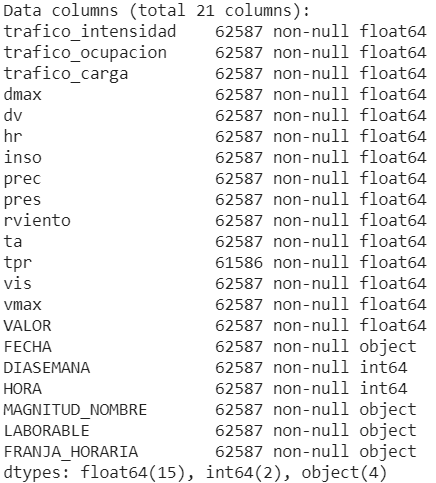 Data columns (total 21 columns):
trafico_intensidad    62587 non-null float64
trafico_ocupacion     62587 non-null float64
trafico_carga         62587 non-null float64
dmax                  62587 non-null float64
dv                    62587 non-null float64
hr                    62587 non-null float64
inso                  62587 non-null float64
prec                  62587 non-null float64
pres                  62587 non-null float64
rviento               62587 non-null float64
ta                    62587 non-null float64
tpr                   61586 non-null float64
vis                   62587 non-null float64
vmax                  62587 non-null float64
VALOR                 62587 non-null float64
FECHA                 62587 non-null object
DIASEMANA             62587 non-null int64
HORA                  62587 non-null int64
MAGNITUD_NOMBRE       62587 non-null object
LABORABLE             62587 non-null object
FRANJA_HORARIA        62587 non-null object
dtypes: float64(15), int64(2), object(4)